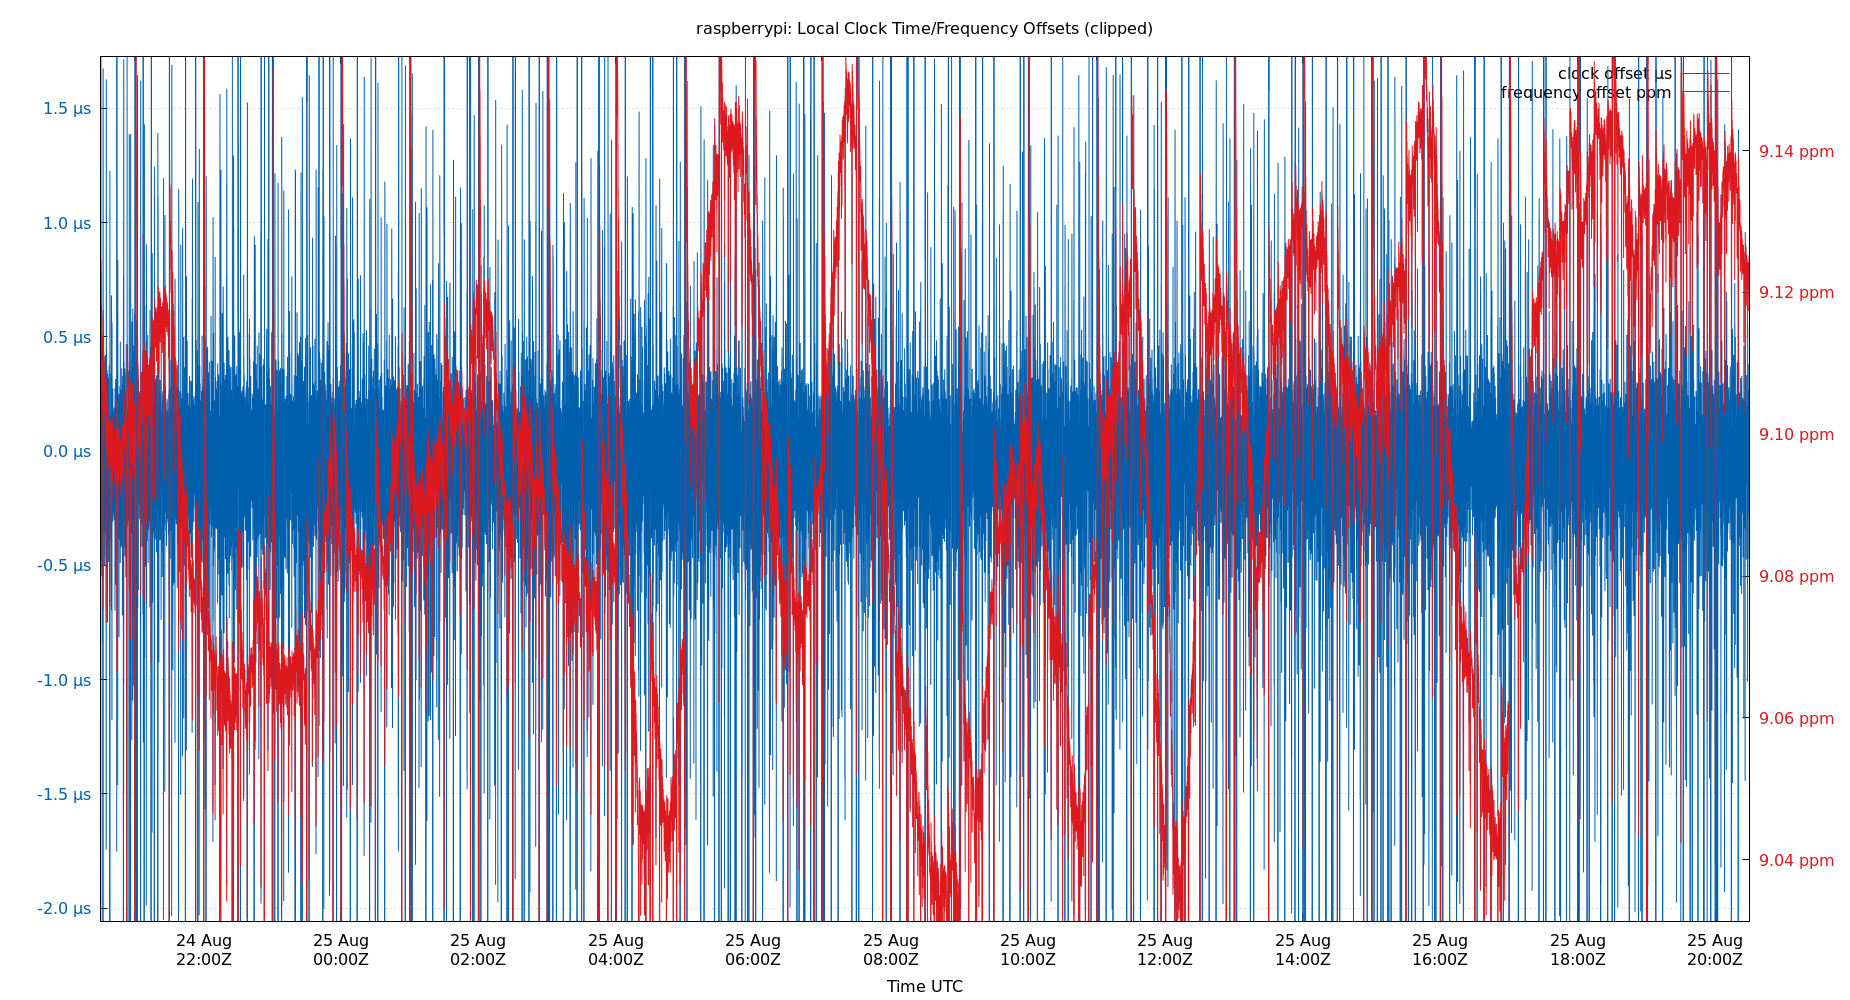 raspberrypi: Local Clock Time/Frequency Offsets (clipped)
clock offset µs
frequency offset ppm
1.5 µs
1.0 µs
0.5 µs
0.0 µs
-0.5 µs
-1.0 µs
-1.5 µs
-2.0 µs
9.14 ppm
9.12 ppm
9.10 ppm
9.08 ppm
9.06 ppm
9.04 ppm
24 Aug 25 Aug 25 Aug 25 Aug 25 Aug 25 Aug 25 Aug 25 Aug 25 Aug 25 Aug 25 Aug 25 Aug
22:00Z 00:00Z 02:00Z 04:00Z 06:00Z 08:00Z 10:00Z 12:00Z 14:00Z 16:00Z 18:00Z 20:00Z
Time UTC